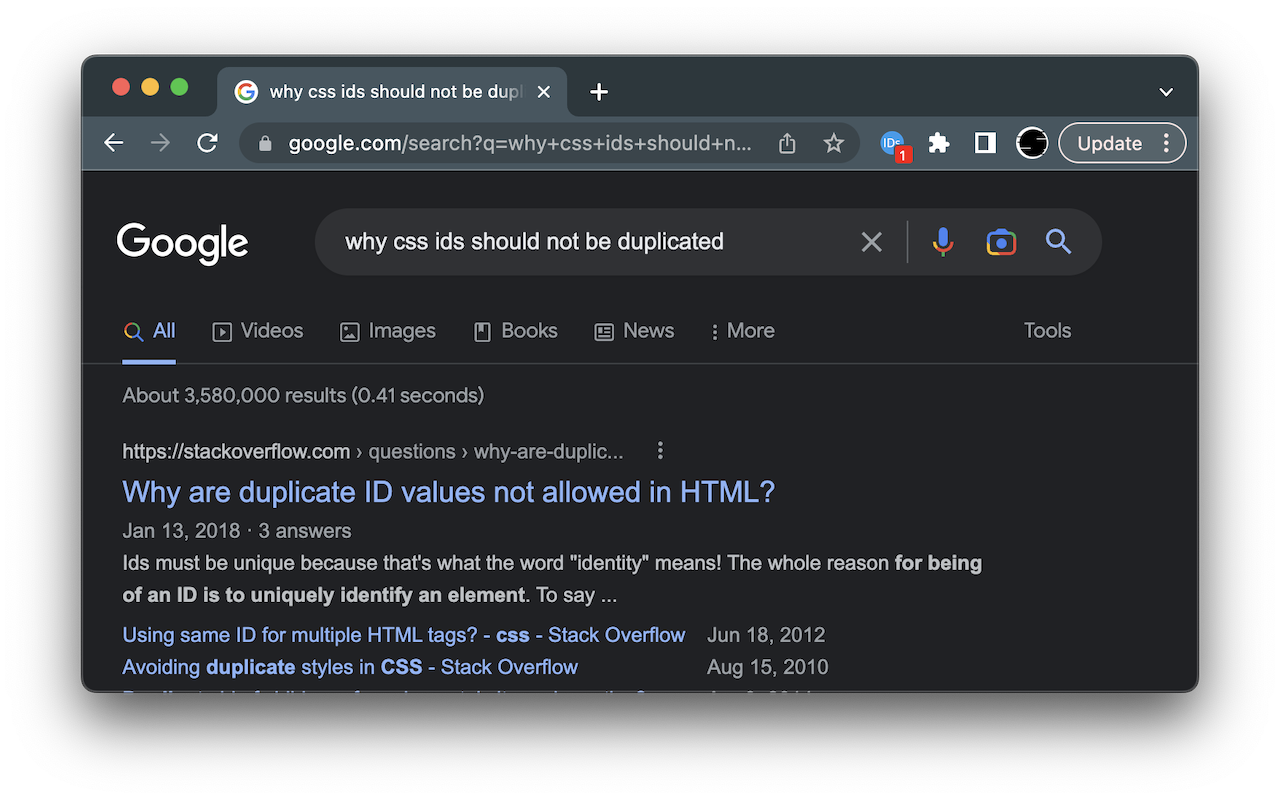 why css ids should not be dupl
google.com/search?q=why+css+ids+should+n...
IDs
1
Update
Google
why css ids should not be duplicated
All
Videos
Images
Books
News
More
Tools
About 3,580,000 results (0.41 seconds)
https://stackoverflow.com › questions › why-are-duplic...
Why are duplicate ID values not allowed in HTML?
Jan 13, 2018 · 3 answers
Ids must be unique because that's what the word "identity" means! The whole reason for being
of an ID is to uniquely identify an element. To say ...
Using same ID for multiple HTML tags? - css - Stack Overflow Jun 18, 2012
Avoiding duplicate styles in CSS - Stack Overflow Aug 15, 2010